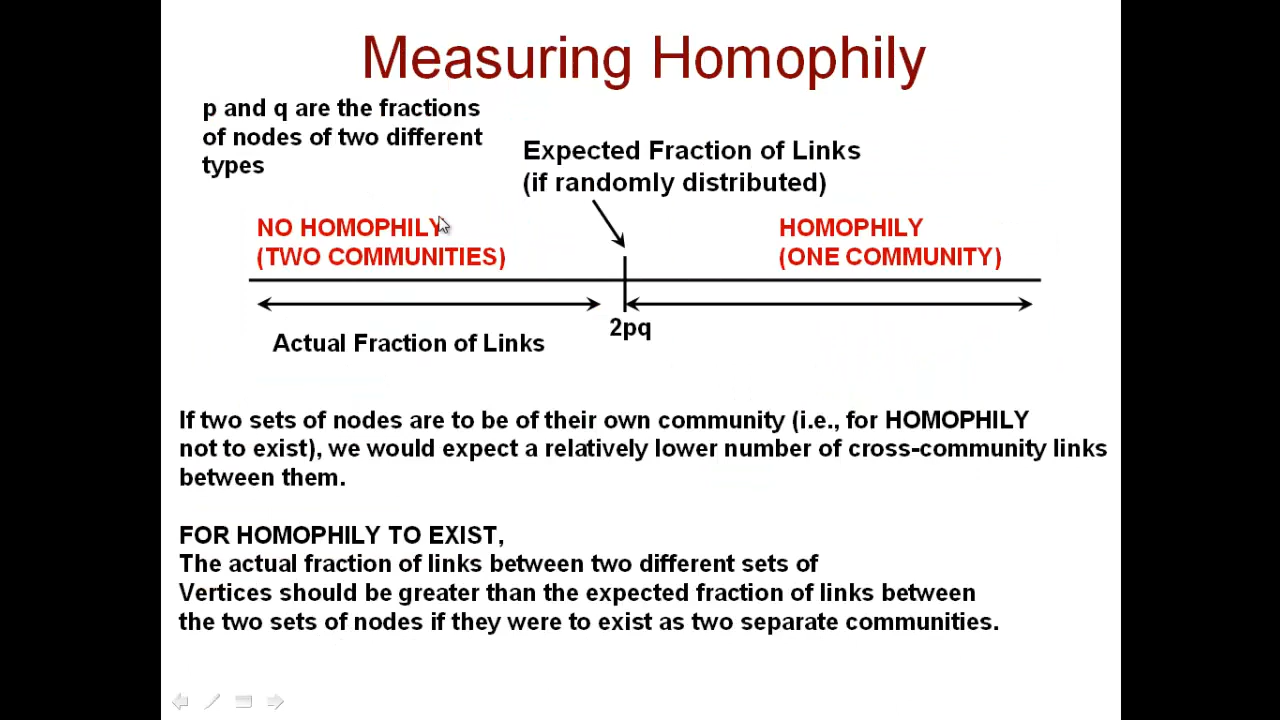 Measuring Homophily
p and q are the fractions
of nodes of two different
types
Expected Fraction of Links
(if randomly distributed)
NO HOMOPHILY
(TWO COMMUNITIES)
HOMOPHILY
(ONE COMMUNITY)
2pq
Actual Fraction of Links
If two sets of nodes are to be of their own community (i.e., for HOMOPHILY
not to exist), we would expect a relatively lower number of cross-community links
between them.
FOR HOMOPHILY TO EXIST,
The actual fraction of links between two different sets of
Vertices should be greater than the expected fraction of links between
the two sets of nodes if they were to exist as two separate communities.